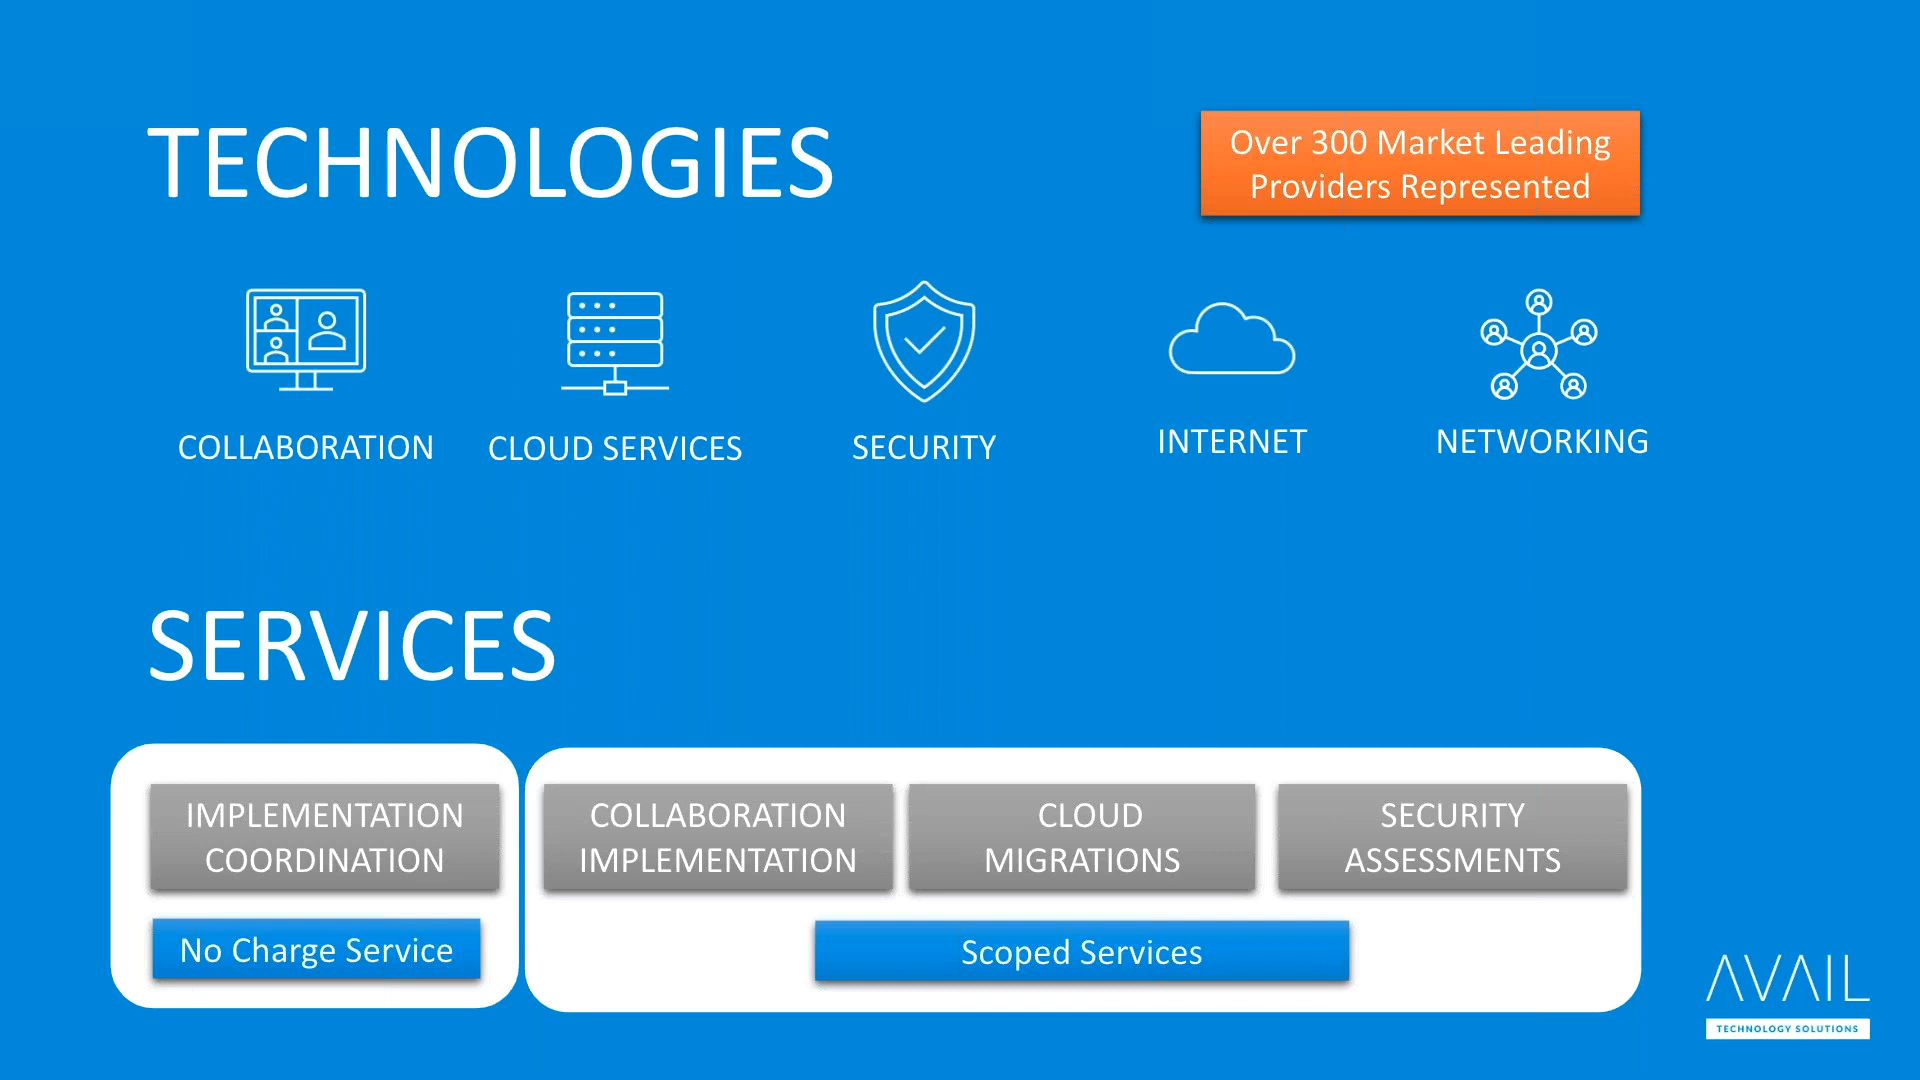 TECHNOLOGIES
Over 300 Market Leading
Providers Represented
COLLABORATION
CLOUD SERVICES
SECURITY
INTERNET
NETWORKING
SERVICES
IMPLEMENTATION
COORDINATION
No Charge Service
COLLABORATION
IMPLEMENTATION
CLOUD
MIGRATIONS
SECURITY
ASSESSMENTS
Scoped Services
AVAIL
TECHNOLOGY SOLUTIONS